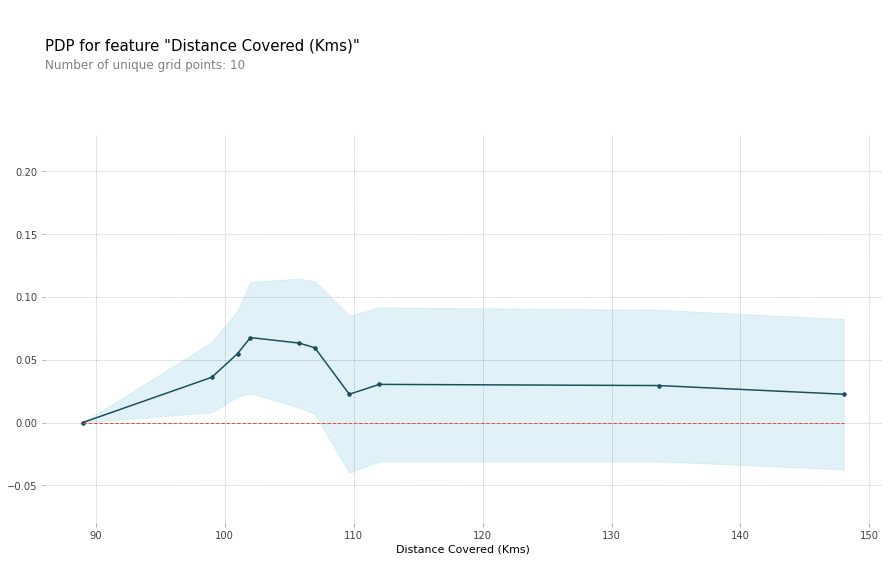 PDP for feature "Distance Covered (Kms)"
Number of unique grid points: 10
0.20
0.15
0.10
0.05
0.00
−0.05
90 100 110 120 130 140 150
Distance Covered (Kms)